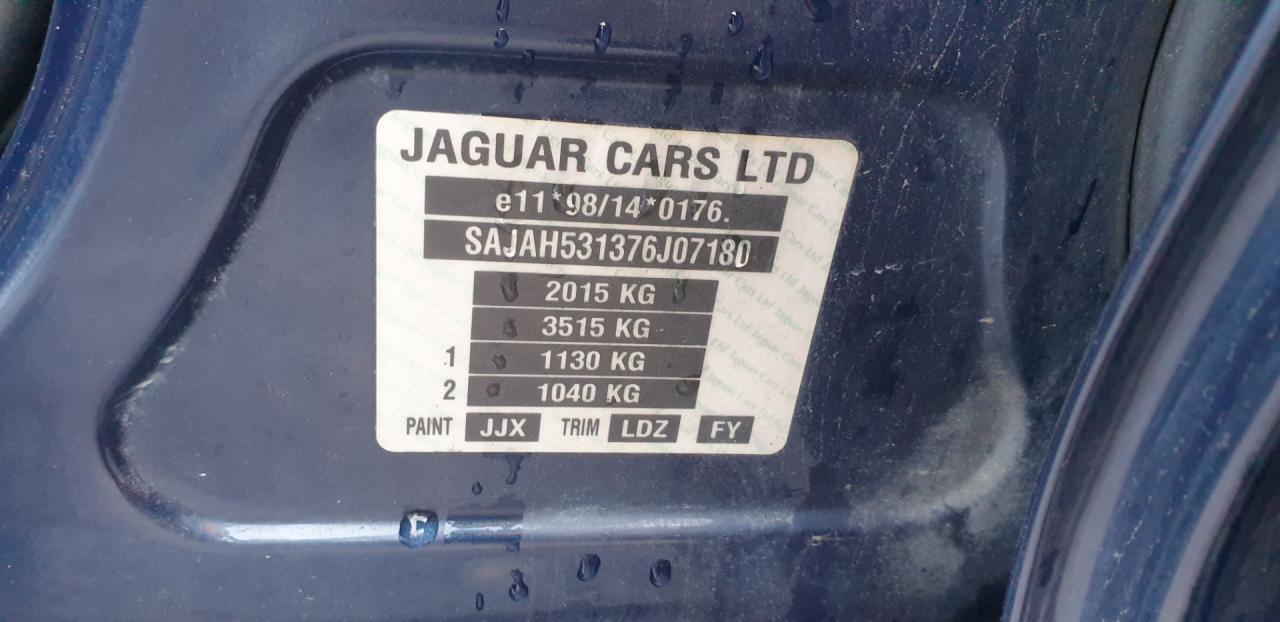 JAGUAR CARS LTD
e11*98/14*0176.
SAJAH531376J07180
2015 KG
3515 KG
1 1130 KG
2 1040 KG
PAINT JJX TRIM LDZ FY